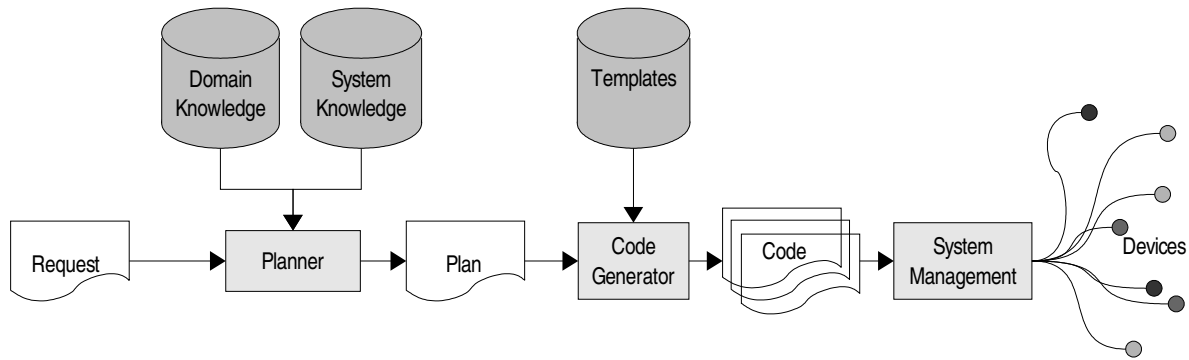 Domain
Knowledge
System
Knowledge
Templates
Request
Planner
Plan
Code
Generator
Code
System
Management
Devices